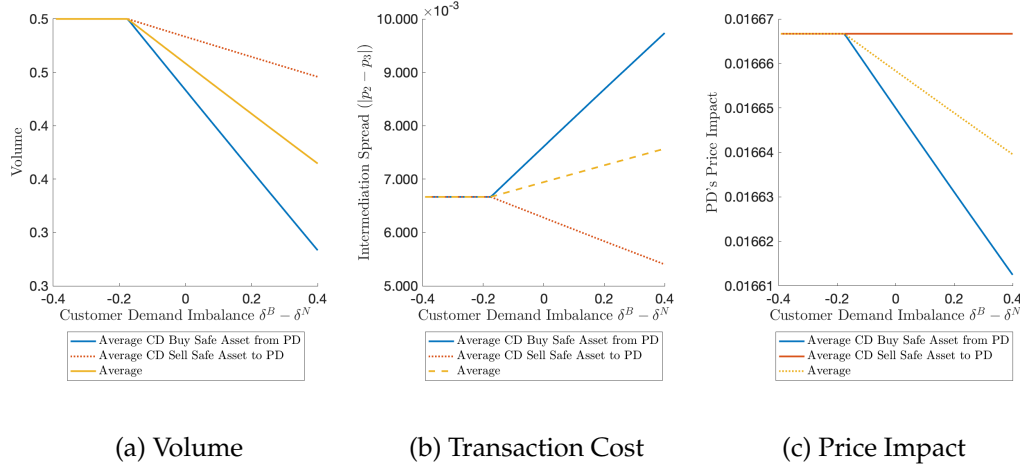 0.5
0.5
0.4
0.4
0.3
0.3
Volume
-0.4 -0.2 0 0.2 0.4
Customer Demand Imbalance δ^B − δ^N
Average CD Buy Safe Asset from PD
Average CD Sell Safe Asset to PD
Average
(a) Volume
×10^-3
10.000
9.000
8.000
7.000
6.000
5.000
Intermediation Spread (|p₂ − p₃|)
-0.4 -0.2 0 0.2 0.4
Customer Demand Imbalance δ^B − δ^N
Average CD Buy Safe Asset from PD
Average CD Sell Safe Asset to PD
Average
(b) Transaction Cost
0.01667
0.01666
0.01665
0.01664
0.01663
0.01662
0.01661
PD's Price Impact
-0.4 -0.2 0 0.2 0.4
Customer Demand Imbalance δ^B − δ^N
Average CD Buy Safe Asset from PD
Average CD Sell Safe Asset to PD
Average
(c) Price Impact